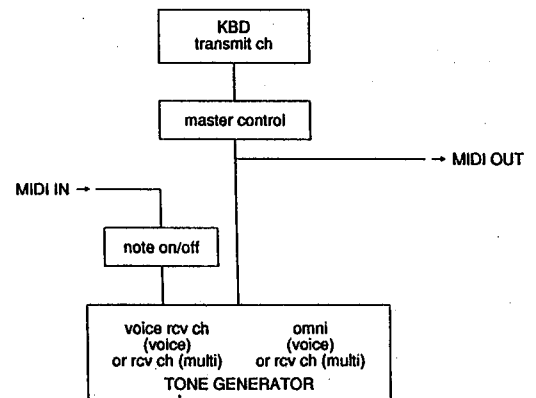 KBD
transmit ch
master control
→ MIDI OUT
MIDI IN →
note on/off
voice rcv ch
(voice)
or rcv ch (multi)
omni
(voice)
or rcv ch (multi)
TONE GENERATOR